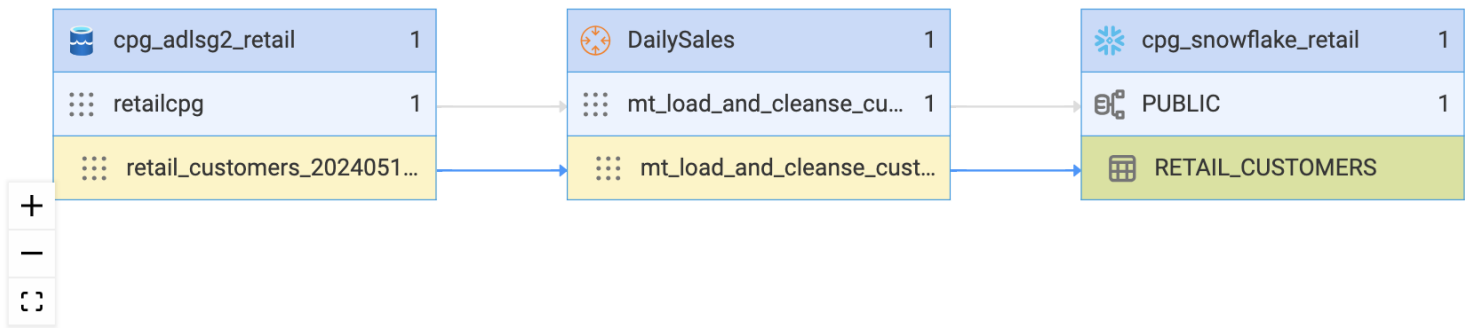 cpg_adlsg2_retail 1
retailcpg 1
retail_customers_2024051...
DailySales 1
mt_load_and_cleanse_cu... 1
mt_load_and_cleanse_cust...
cpg_snowflake_retail 1
PUBLIC 1
RETAIL_CUSTOMERS